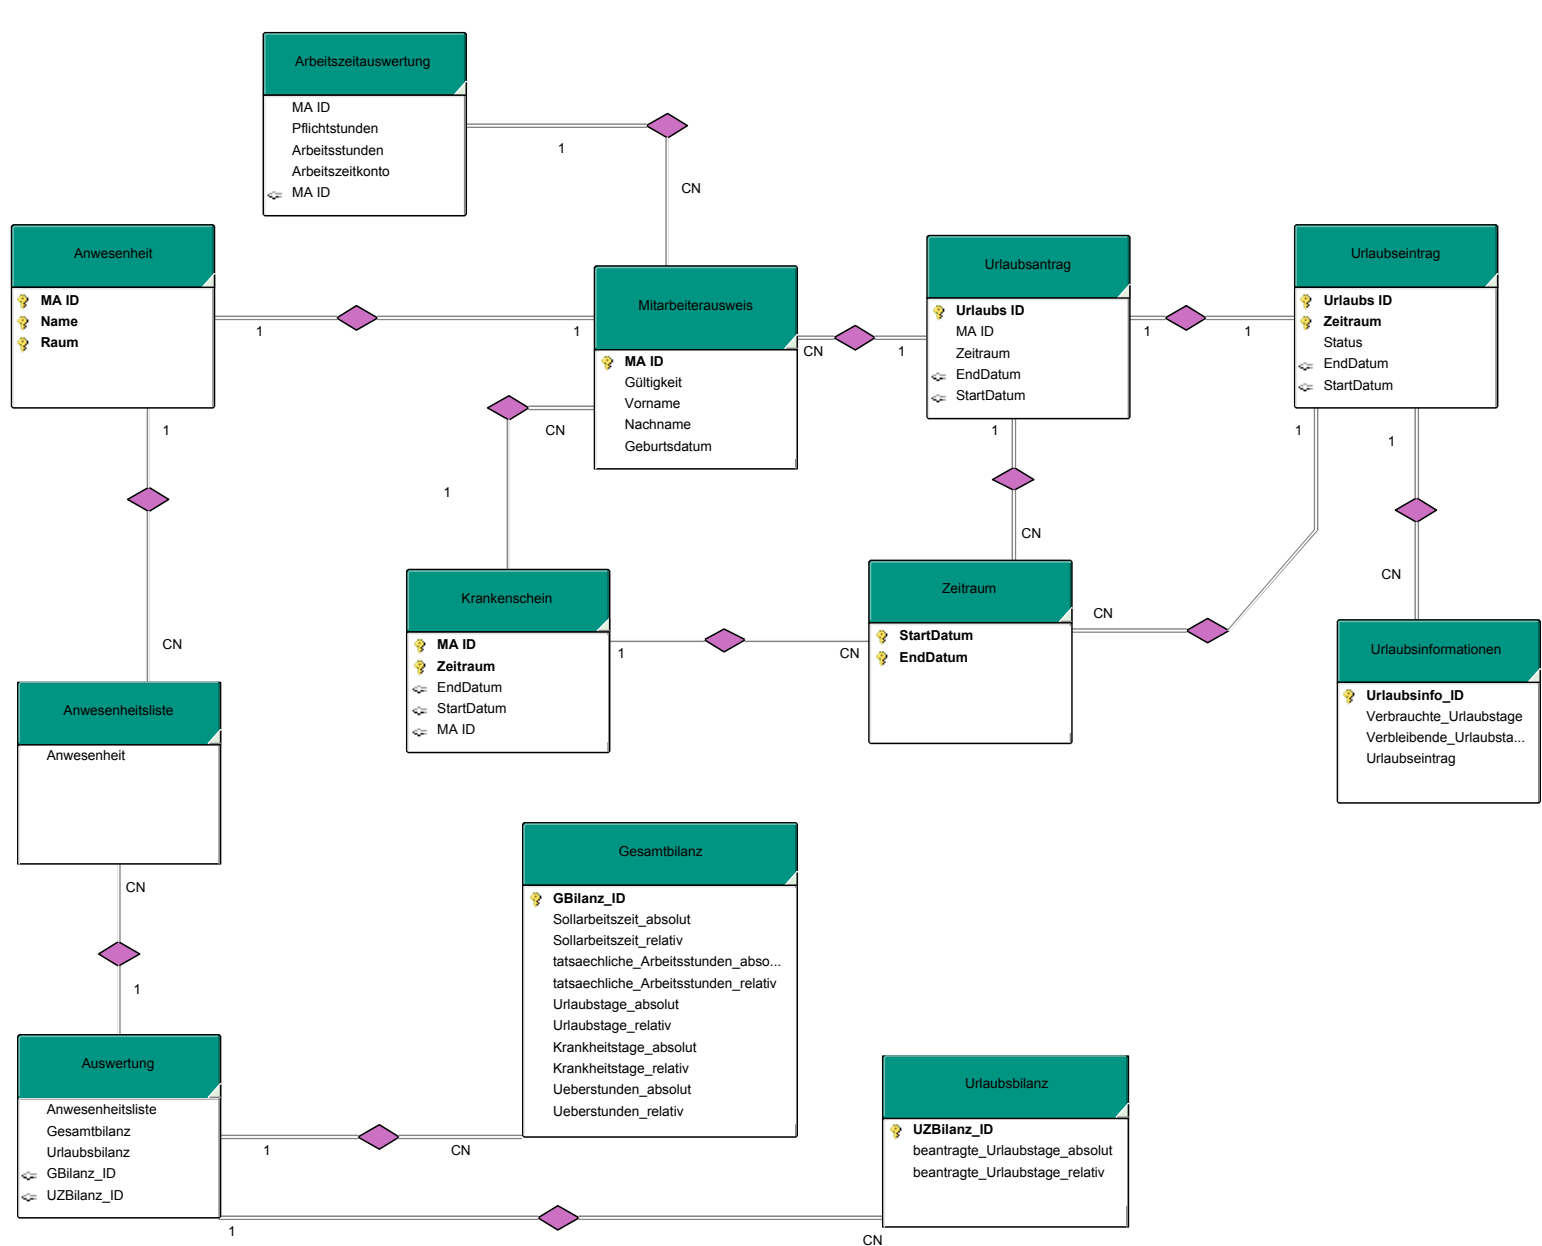 Arbeitszeitauswertung
MA ID
Pflichtstunden
Arbeitsstunden
Arbeitszeitkonto
MA ID
1
CN
Anwesenheit
MA ID
Name
Raum
1
1
Mitarbeiterausweis
MA ID
Gültigkeit
Vorname
Nachname
Geburtsdatum
CN
1
Urlaubsantrag
Urlaubs ID
MA ID
Zeitraum
EndDatum
StartDatum
1
1
Urlaubseintrag
Urlaubs ID
Zeitraum
Status
EndDatum
StartDatum
1
CN
CN
1
1
CN
1
1
CN
CN
Krankenschein
MA ID
Zeitraum
EndDatum
StartDatum
MA ID
1
CN
Zeitraum
StartDatum
EndDatum
CN
Urlaubsinformationen
Urlaubsinfo_ID
Verbrauchte_Urlaubstage
Verbleibende_Urlaubsta...
Urlaubseintrag
Anwesenheitsliste
Anwesenheit
CN
1
Gesamtbilanz
GBilanz_ID
Sollarbeitszeit_absolut
Sollarbeitszeit_relativ
tatsaechliche_Arbeitsstunden_abso...
tatsaechliche_Arbeitsstunden_relativ
Urlaubstage_absolut
Urlaubstage_relativ
Krankheitstage_absolut
Krankheitstage_relativ
Ueberstunden_absolut
Ueberstunden_relativ
Auswertung
Anwesenheitsliste
Gesamtbilanz
Urlaubsbilanz
GBilanz_ID
UZBilanz_ID
1
CN
1
CN
Urlaubsbilanz
UZBilanz_ID
beantragte_Urlaubstage_absolut
beantragte_Urlaubstage_relativ